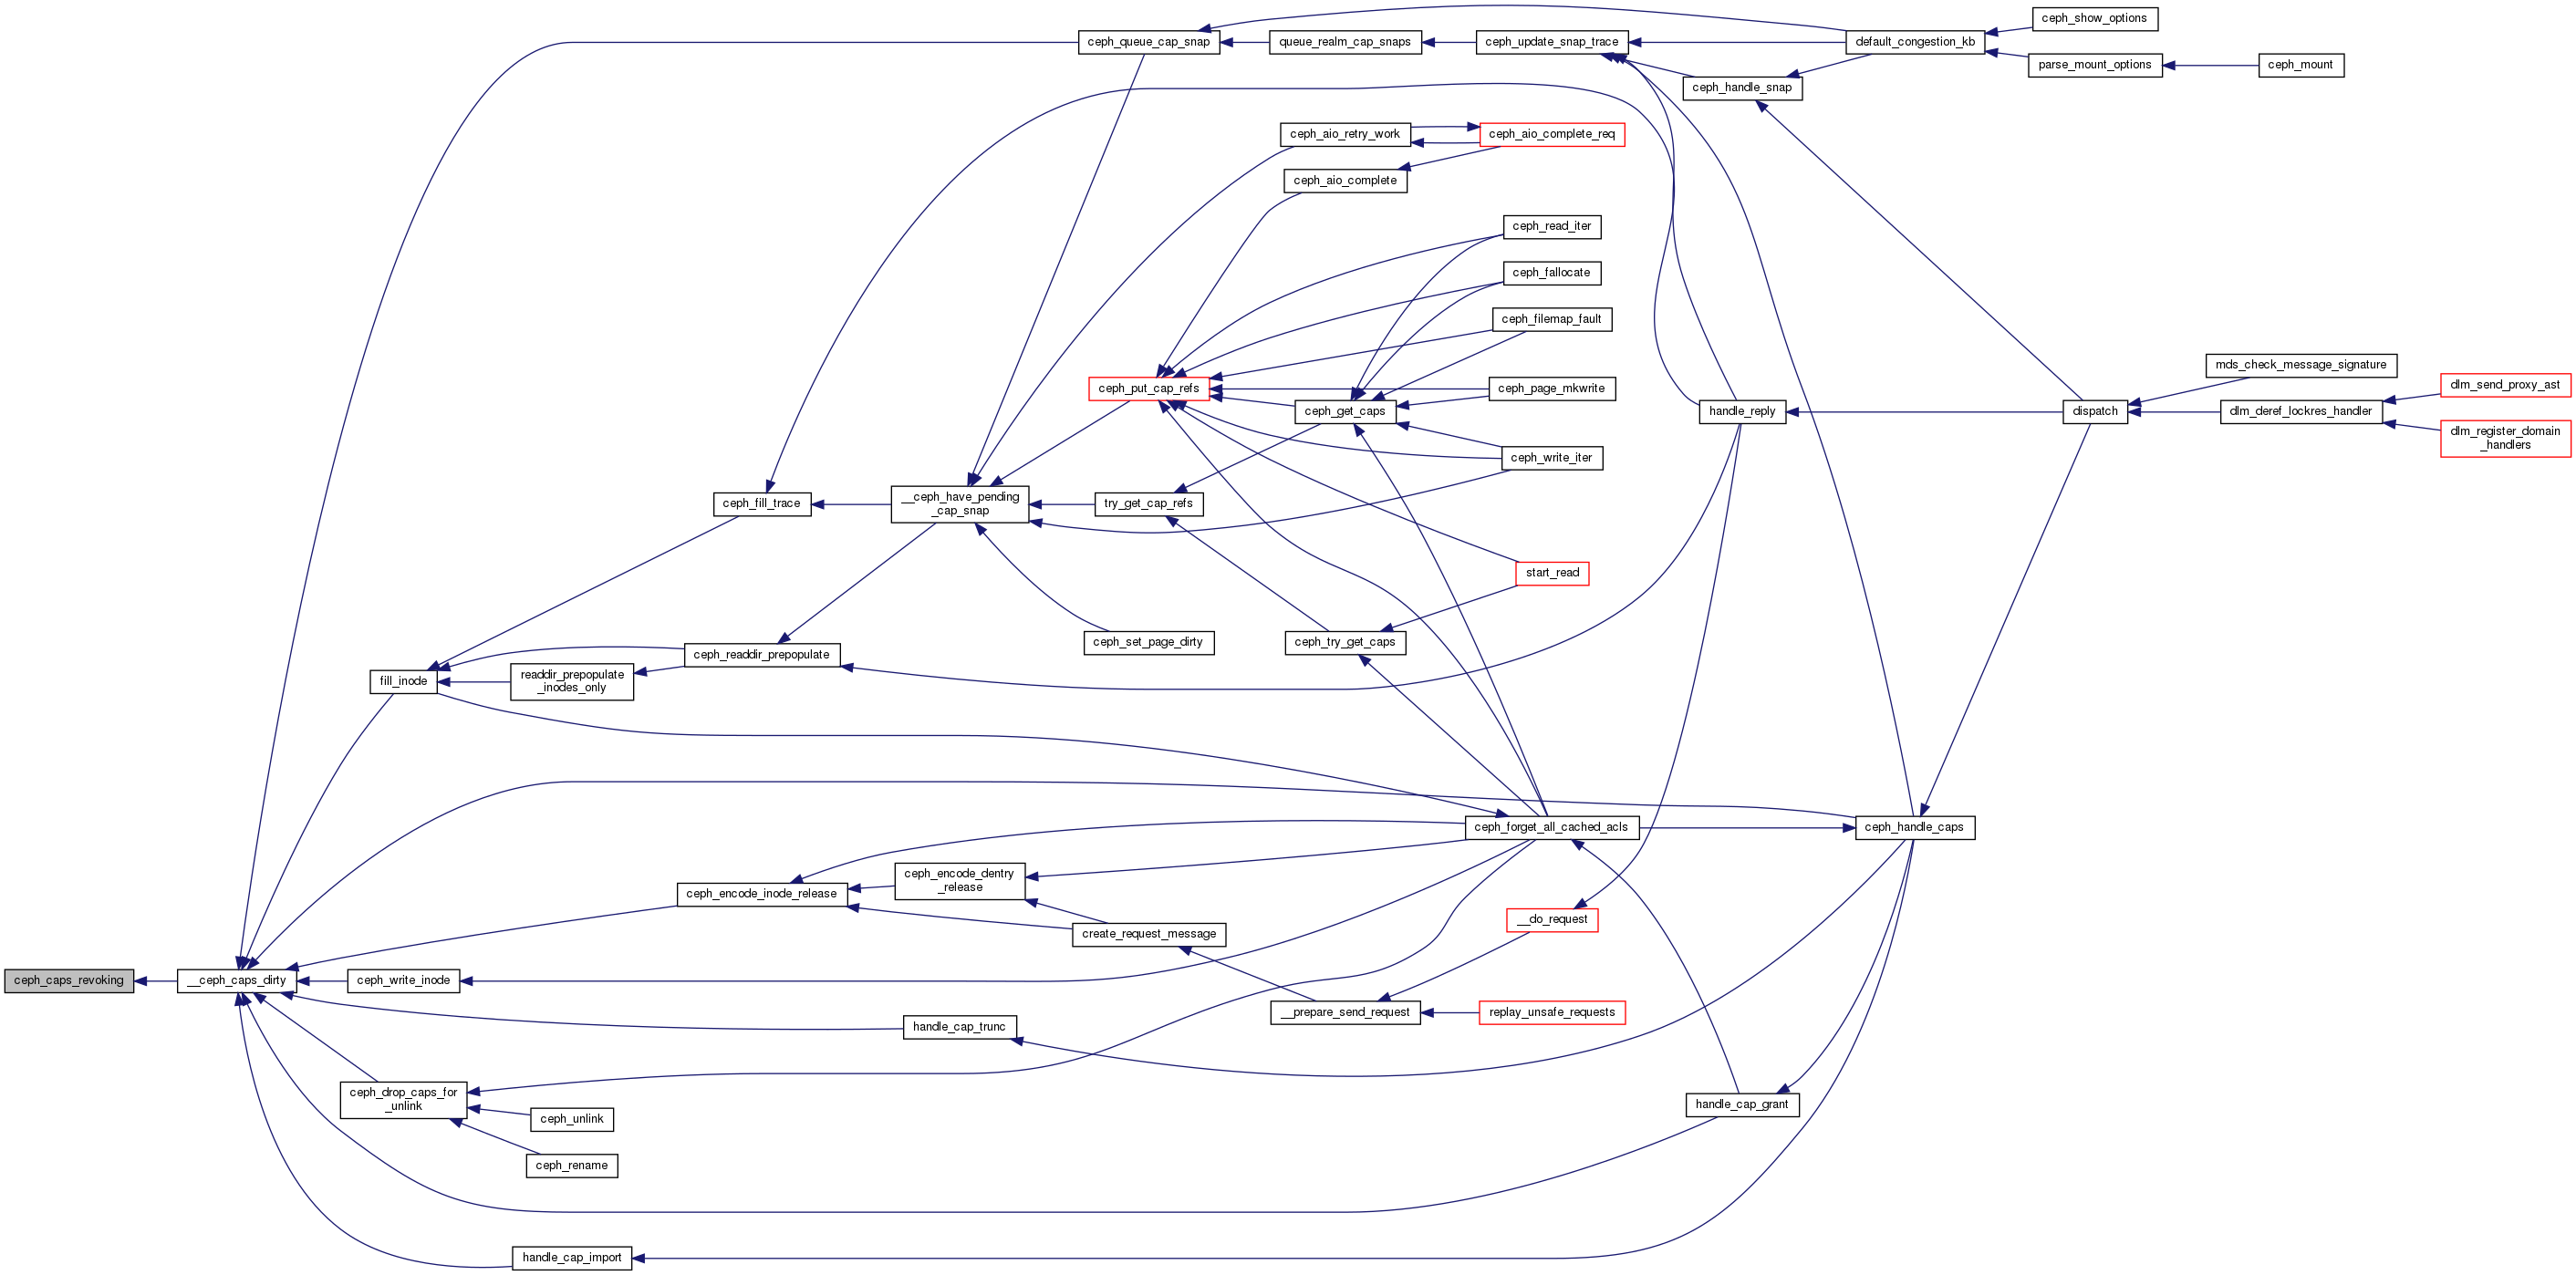 ceph_show_options
ceph_queue_cap_snap
queue_realm_cap_snaps
ceph_update_snap_trace
default_congestion_kb
parse_mount_options
ceph_mount
ceph_handle_snap
ceph_aio_retry_work
ceph_aio_complete_req
ceph_aio_complete
ceph_read_iter
ceph_fallocate
ceph_filemap_fault
mds_check_message_signature
ceph_put_cap_refs
ceph_page_mkwrite
dlm_send_proxy_ast
ceph_get_caps
handle_reply
dispatch
dlm_deref_lockres_handler
dlm_register_domain
_handlers
ceph_write_iter
ceph_fill_trace
__ceph_have_pending
_cap_snap
try_get_cap_refs
start_read
ceph_set_page_dirty
ceph_try_get_caps
ceph_readdir_prepopulate
fill_inode
readdir_prepopulate
_inodes_only
ceph_forget_all_cached_acls
ceph_handle_caps
ceph_encode_inode_release
ceph_encode_dentry
_release
create_request_message
__do_request
ceph_caps_revoking
__ceph_caps_dirty
ceph_write_inode
handle_cap_trunc
__prepare_send_request
replay_unsafe_requests
ceph_drop_caps_for
_unlink
ceph_unlink
handle_cap_grant
ceph_rename
handle_cap_import